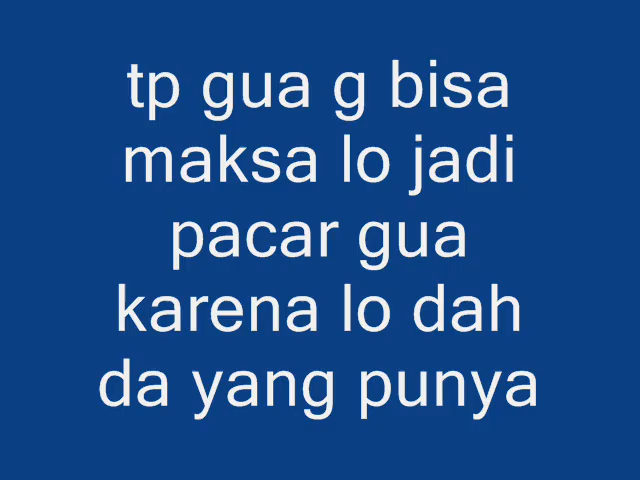 tp gua g bisa
maksa lo jadi
pacar gua
karena lo dah
da yang punya